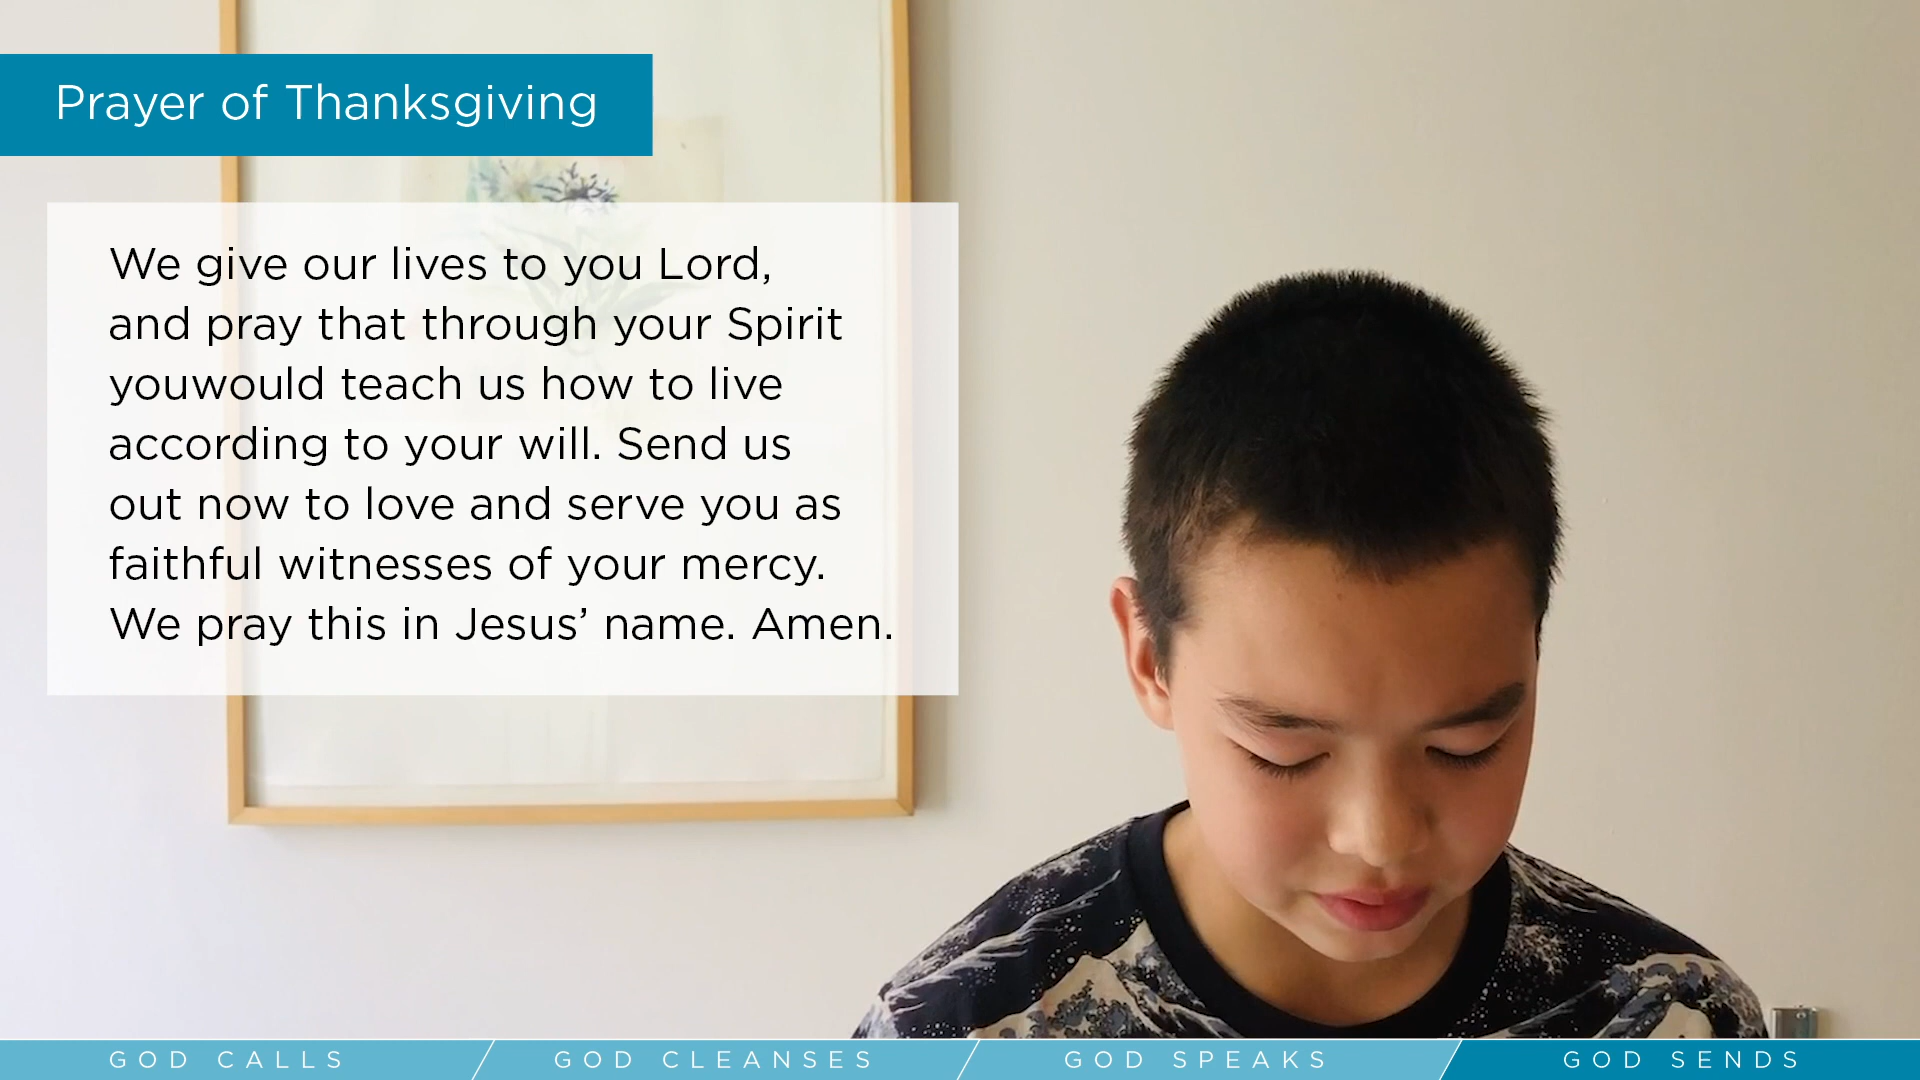 Prayer of Thanksgiving
We give our lives to you Lord,
and pray that through your Spirit
youwould teach us how to live
according to your will. Send us
out now to love and serve you as
faithful witnesses of your mercy.
We pray this in Jesus’ name. Amen.
GOD CALLS
GOD CLEANSES
GOD SPEAKS
GOD SENDS